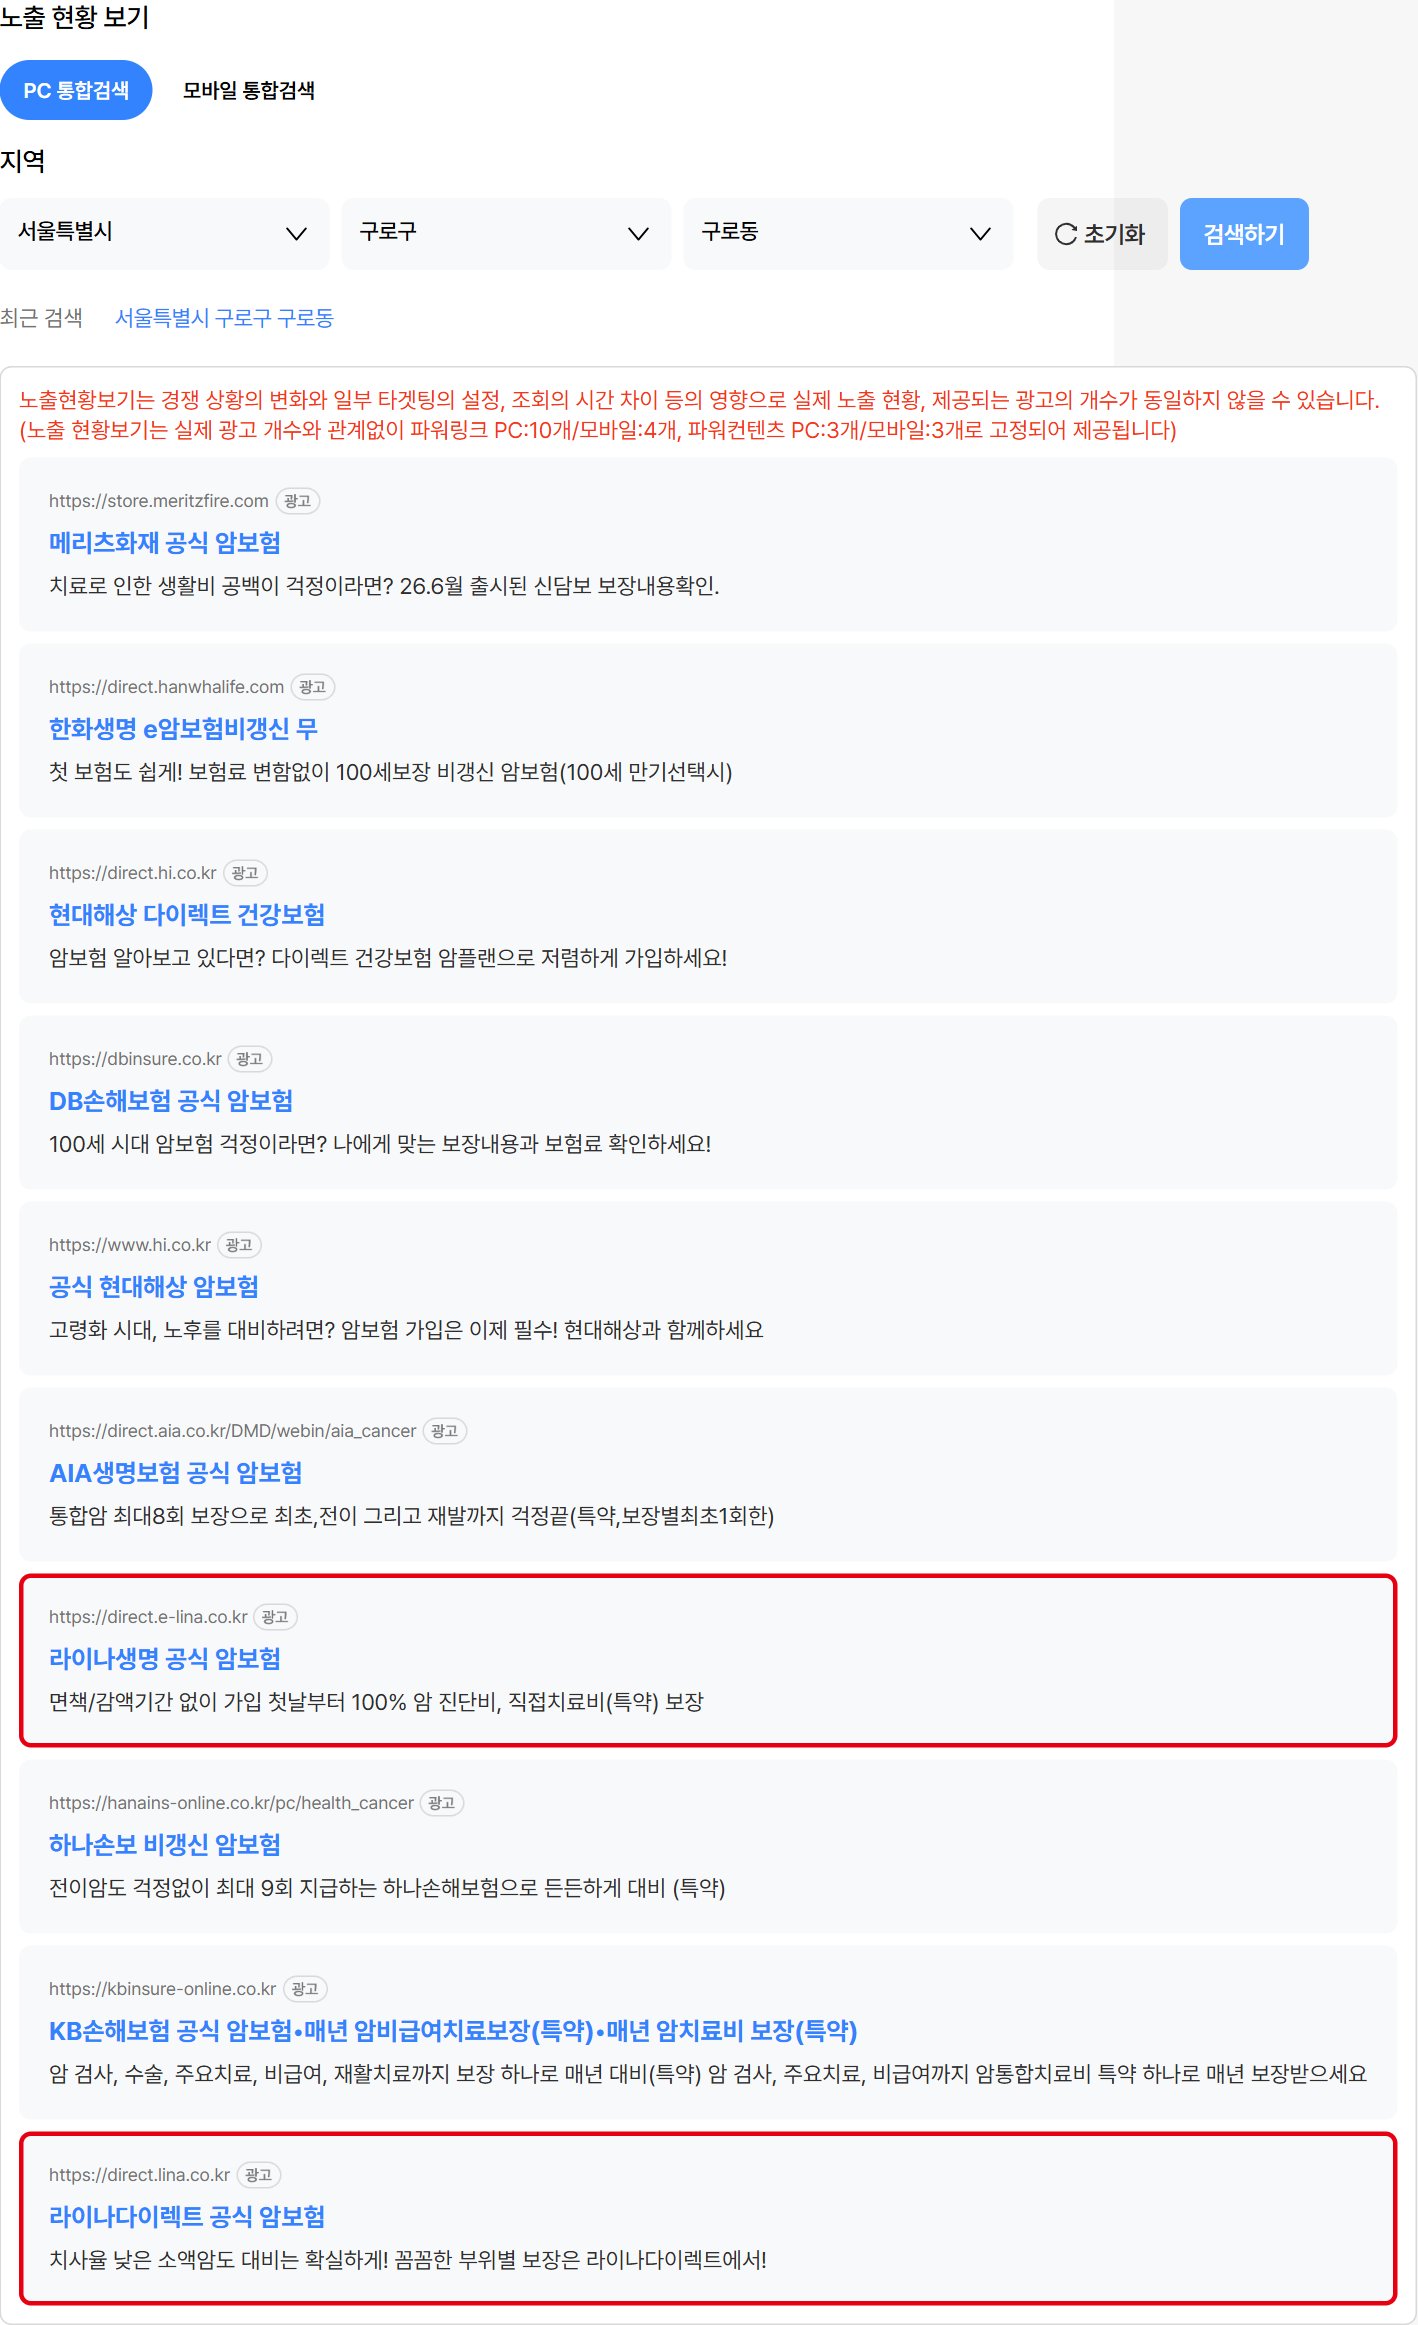 노출 현황 보기
PC 통합검색 모바일 통합검색
지역
서울특별시 구로구 구로동 초기화 검색하기
최근 검색 서울특별시 구로구 구로동
노출현황보기는 경쟁 상황의 변화와 일부 타겟팅의 설정, 조회의 시간 차이 등의 영향으로 실제 노출 현황, 제공되는 광고의 개수가 동일하지 않을 수 있습니다.
(노출 현황보기는 실제 광고 개수와 관계없이 파워링크 PC:10개/모바일:4개, 파워컨텐츠 PC:3개/모바일:3개로 고정되어 제공됩니다)
https://store.meritzfire.com 광고
메리츠화재 공식 암보험
치료로 인한 생활비 공백이 걱정이라면? 26.6월 출시된 신담보 보장내용확인.
https://direct.hanwhalife.com 광고
한화생명 e암보험비갱신 무
첫 보험도 쉽게! 보험료 변함없이 100세보장 비갱신 암보험(100세 만기선택시)
https://direct.hi.co.kr 광고
현대해상 다이렉트 건강보험
암보험 알아보고 있다면? 다이렉트 건강보험 암플랜으로 저렴하게 가입하세요!
https://dbinsure.co.kr 광고
DB손해보험 공식 암보험
100세 시대 암보험 걱정이라면? 나에게 맞는 보장내용과 보험료 확인하세요!
https://www.hi.co.kr 광고
공식 현대해상 암보험
고령화 시대, 노후를 대비하려면? 암보험 가입은 이제 필수! 현대해상과 함께하세요
https://direct.aia.co.kr/DMD/webin/aia_cancer 광고
AIA생명보험 공식 암보험
통합암 최대8회 보장으로 최초,전이 그리고 재발까지 걱정끝(특약,보장별최초1회한)
https://direct.e-lina.co.kr 광고
라이나생명 공식 암보험
면책/감액기간 없이 가입 첫날부터 100% 암 진단비, 직접치료비(특약) 보장
https://hanains-online.co.kr/pc/health_cancer 광고
하나손보 비갱신 암보험
전이암도 걱정없이 최대 9회 지급하는 하나손해보험으로 든든하게 대비 (특약)
https://kbinsure-online.co.kr 광고
KB손해보험 공식 암보험•매년 암비급여치료보장(특약)•매년 암치료비 보장(특약)
암 검사, 수술, 주요치료, 비급여, 재활치료까지 보장 하나로 매년 대비(특약) 암 검사, 주요치료, 비급여까지 암통합치료비 특약 하나로 매년 보장받으세요
https://direct.lina.co.kr 광고
라이나다이렉트 공식 암보험
치사율 낮은 소액암도 대비는 확실하게! 꼼꼼한 부위별 보장은 라이나다이렉트에서!